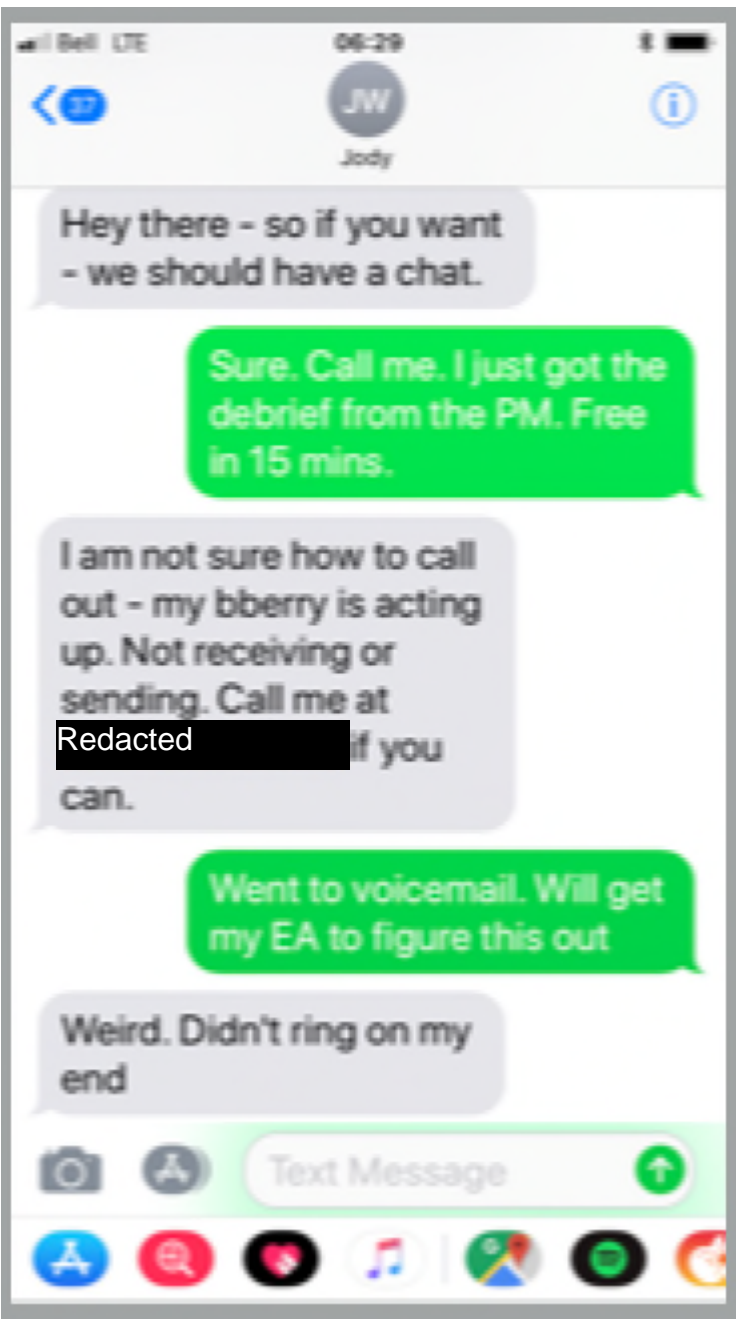 Bell LTE
06:29
37
JW
Jody
Hey there - so if you want
- we should have a chat.
Sure. Call me. I just got the
debrief from the PM. Free
in 15 mins.
I am not sure how to call
out - my bberry is acting
up. Not receiving or
sending. Call me at
Redacted if you
can.
Went to voicemail. Will get
my EA to figure this out
Weird. Didn't ring on my
end
Text Message